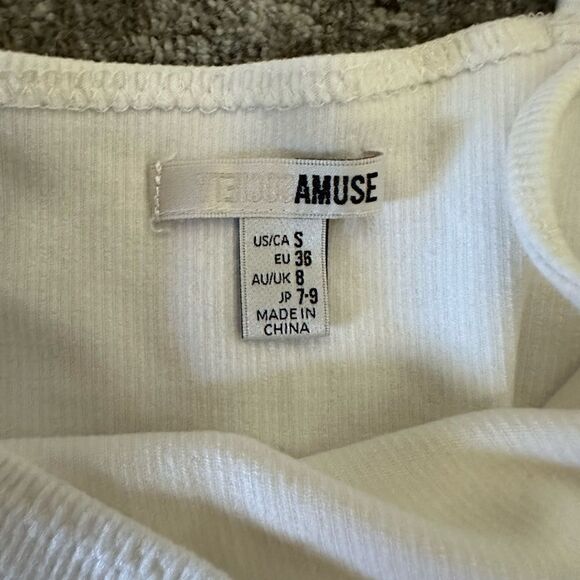 AMUSE
US/CA S
EU 36
AU/UK 8
JP 7-9
MADE IN
CHINA